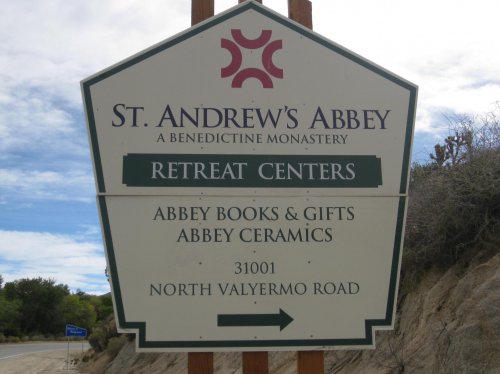 ST. ANDREW'S ABBEY
A BENEDICTINE MONASTERY
RETREAT CENTERS
ABBEY BOOKS & GIFTS
ABBEY CERAMICS
31001
NORTH VALYERMO ROAD